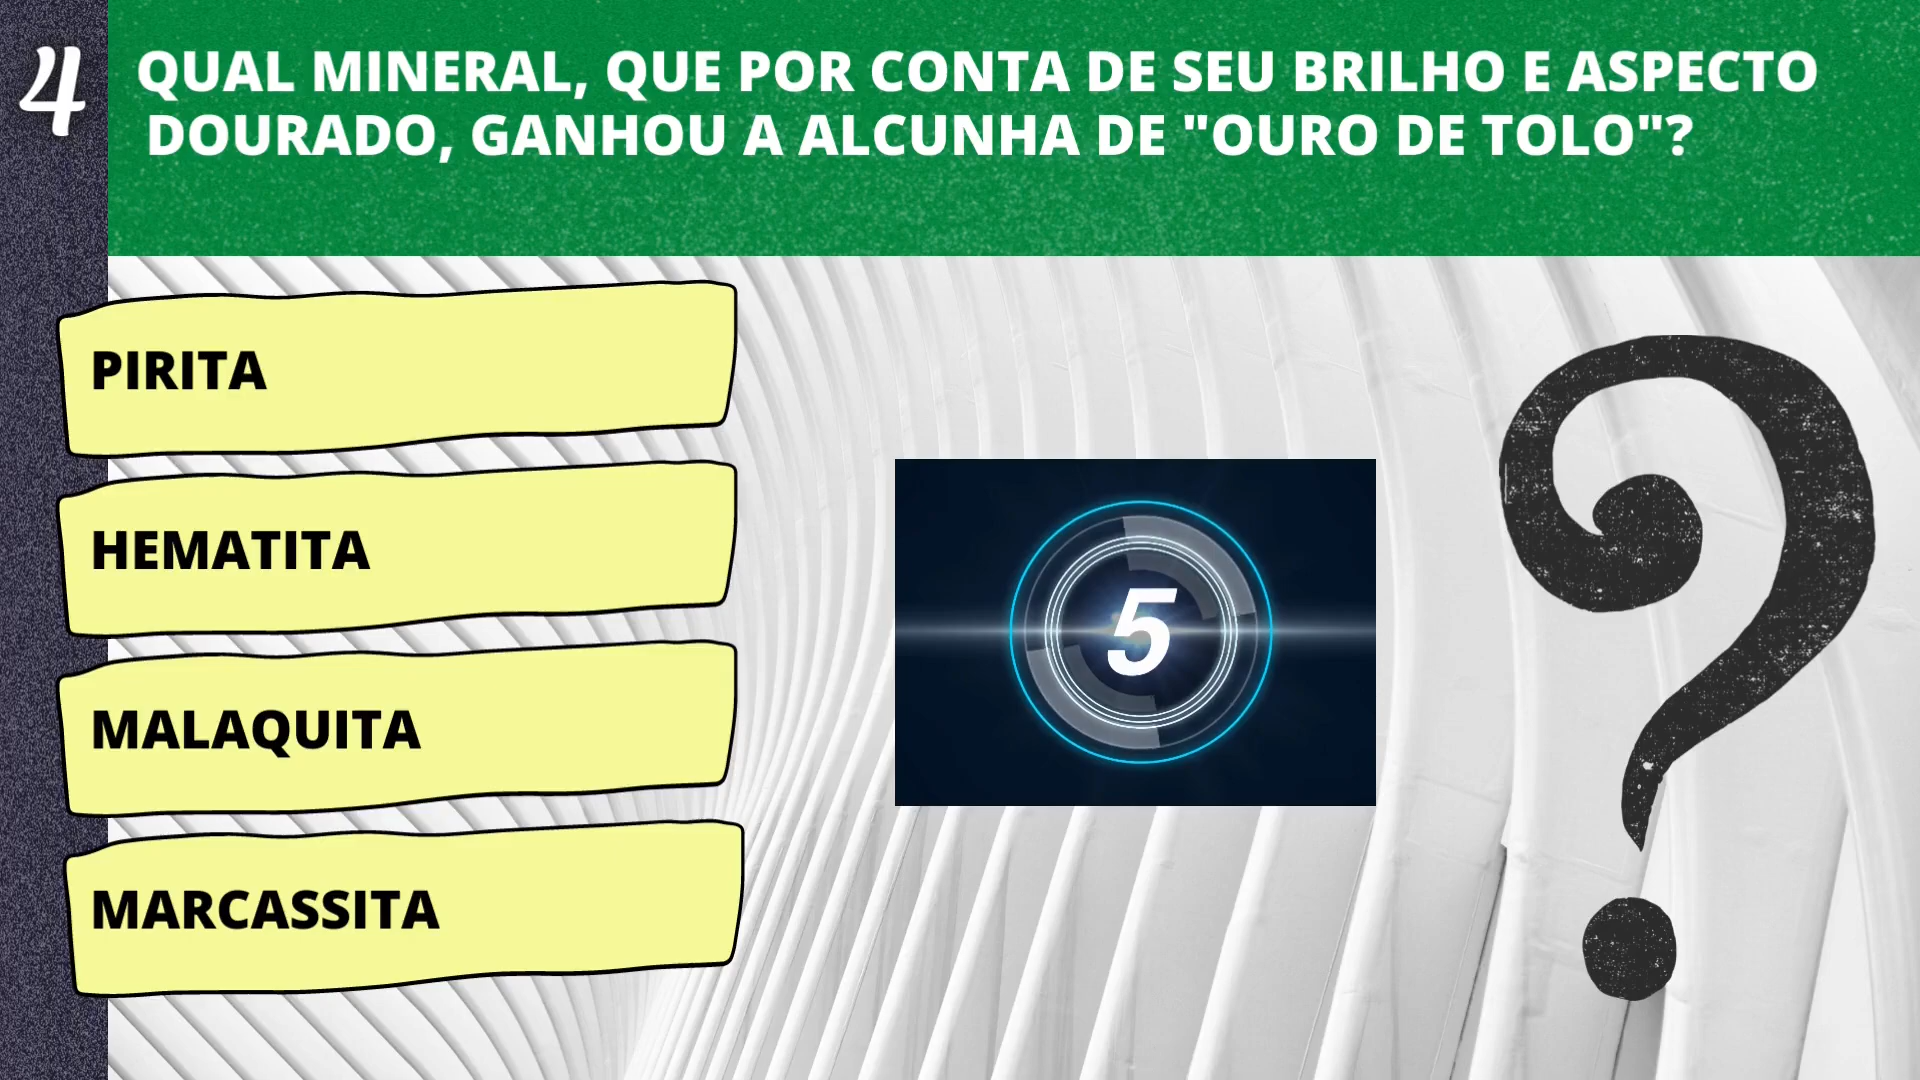 4
QUAL MINERAL, QUE POR CONTA DE SEU BRILHO E ASPECTO
DOURADO, GANHOU A ALCUNHA DE "OURO DE TOLO"?
PIRITA
HEMATITA
MALAQUITA
MARCASSITA
5
?